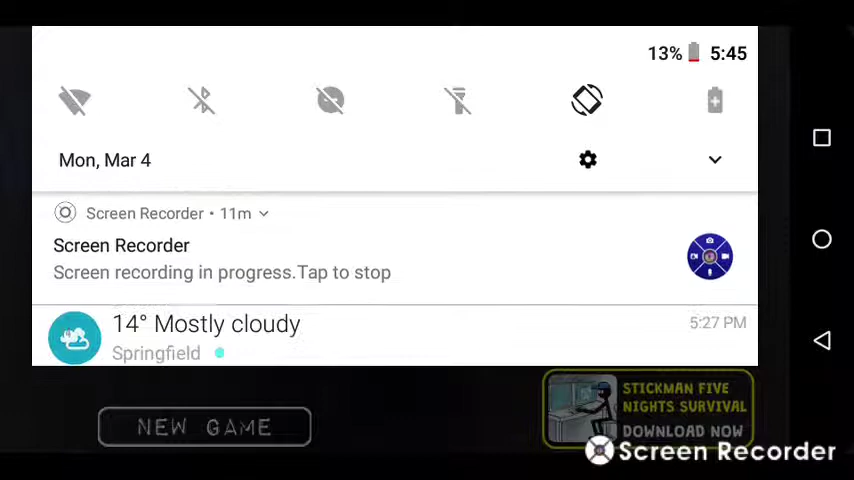 13% 5:45
Mon, Mar 4
Screen Recorder • 11m
Screen Recorder
Screen recording in progress.Tap to stop
14° Mostly cloudy
5:27 PM
Springfield
NEW GAME
STICKMAN FIVE
NIGHTS SURVIVAL
DOWNLOAD NOW
Screen Recorder